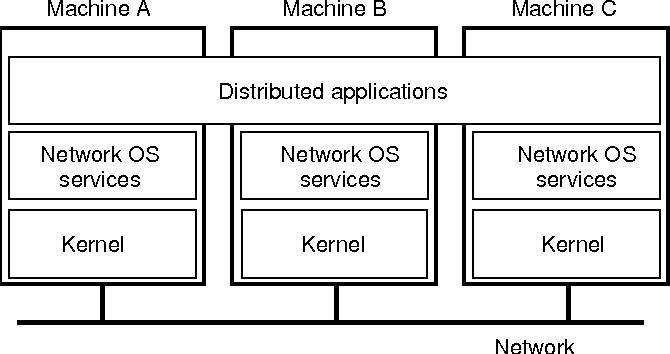 Machine A
Machine B
Machine C
Distributed applications
Network OS
services
Network OS
services
Network OS
services
Kernel
Kernel
Kernel
Network